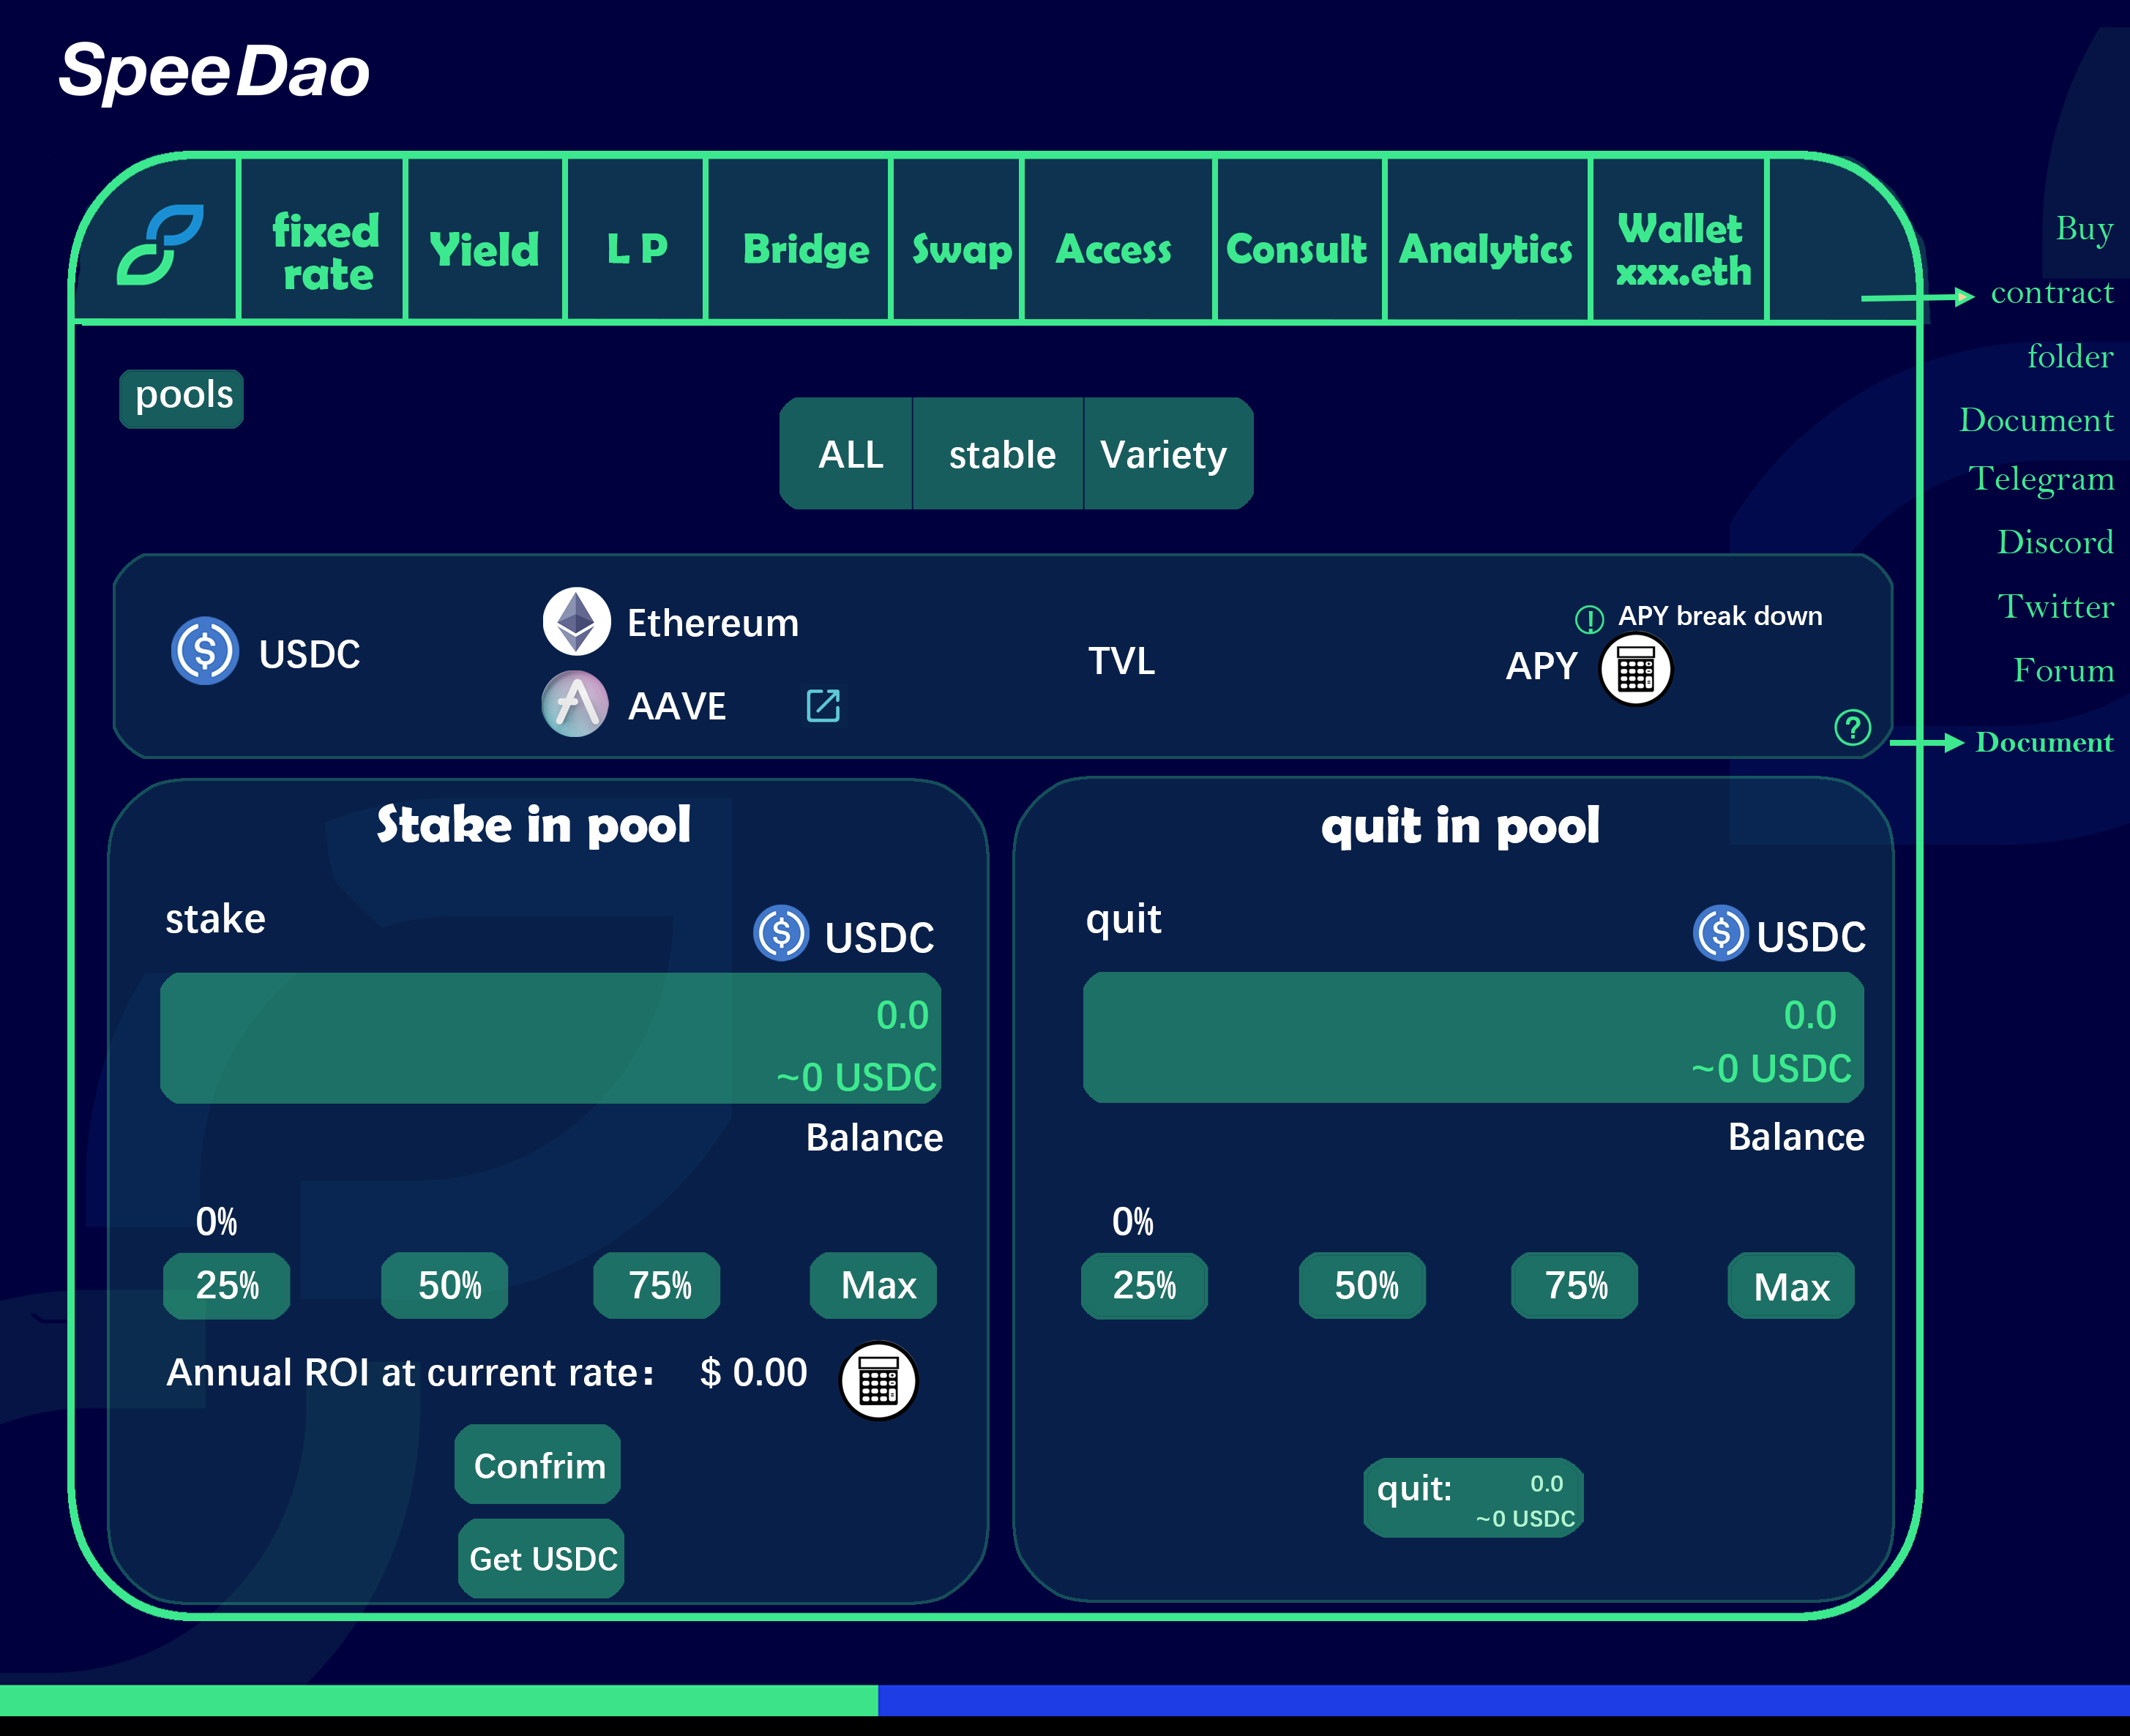 SpeeDao
fixed
rate
Yield
L P
Bridge
Swap
Access
Consult
Analytics
Wallet
xxx.eth
Buy
contract
folder
Document
Telegram
Discord
Twitter
Forum
Document
pools
ALL
stable
Variety
USDC
Ethereum
AAVE
TVL
APY break down
APY
?
Stake in pool
stake
USDC
0.0
~0 USDC
Balance
0%
25%
50%
75%
Max
Annual ROI at current rate: $ 0.00
Confrim
Get USDC
quit in pool
quit
USDC
0.0
~0 USDC
Balance
0%
25%
50%
75%
Max
quit:
0.0
~0 USDC